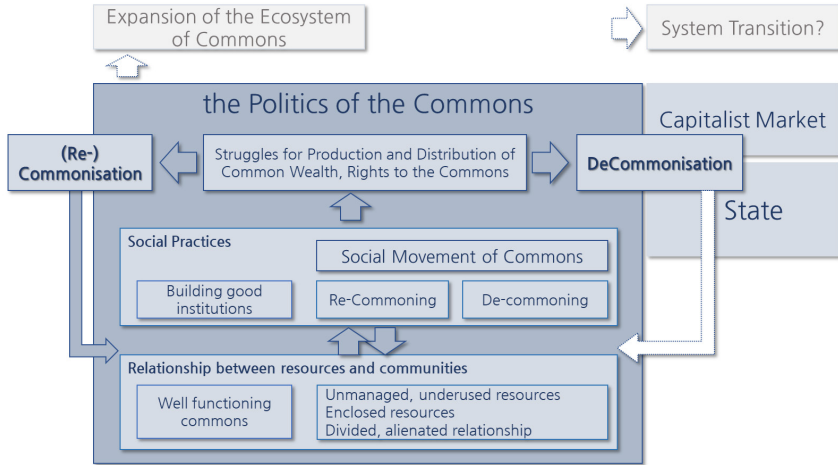 Expansion of the Ecosystem
of Commons
System Transition?
the Politics of the Commons
Capitalist Market
(Re-)
Commonisation
Struggles for Production and Distribution of
Common Wealth, Rights to the Commons
DeCommonisation
State
Social Practices
Social Movement of Commons
Building good
institutions
Re-Commoning
De-commoning
Relationship between resources and communities
Well functioning
commons
Unmanaged, underused resources
Enclosed resources
Divided, alienated relationship